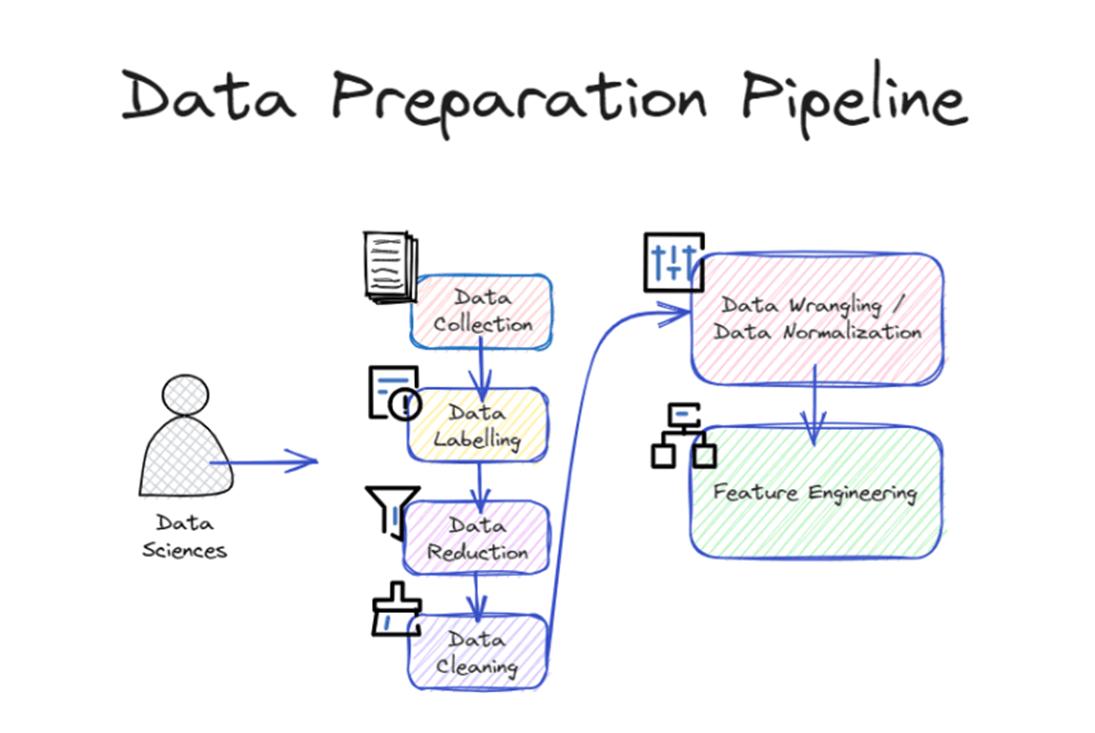 Data Preparation Pipeline
Data
Collection
Data
Labelling
Data
Reduction
Data
Cleaning
Data Wrangling /
Data Normalization
Feature Engineering
Data
Sciences